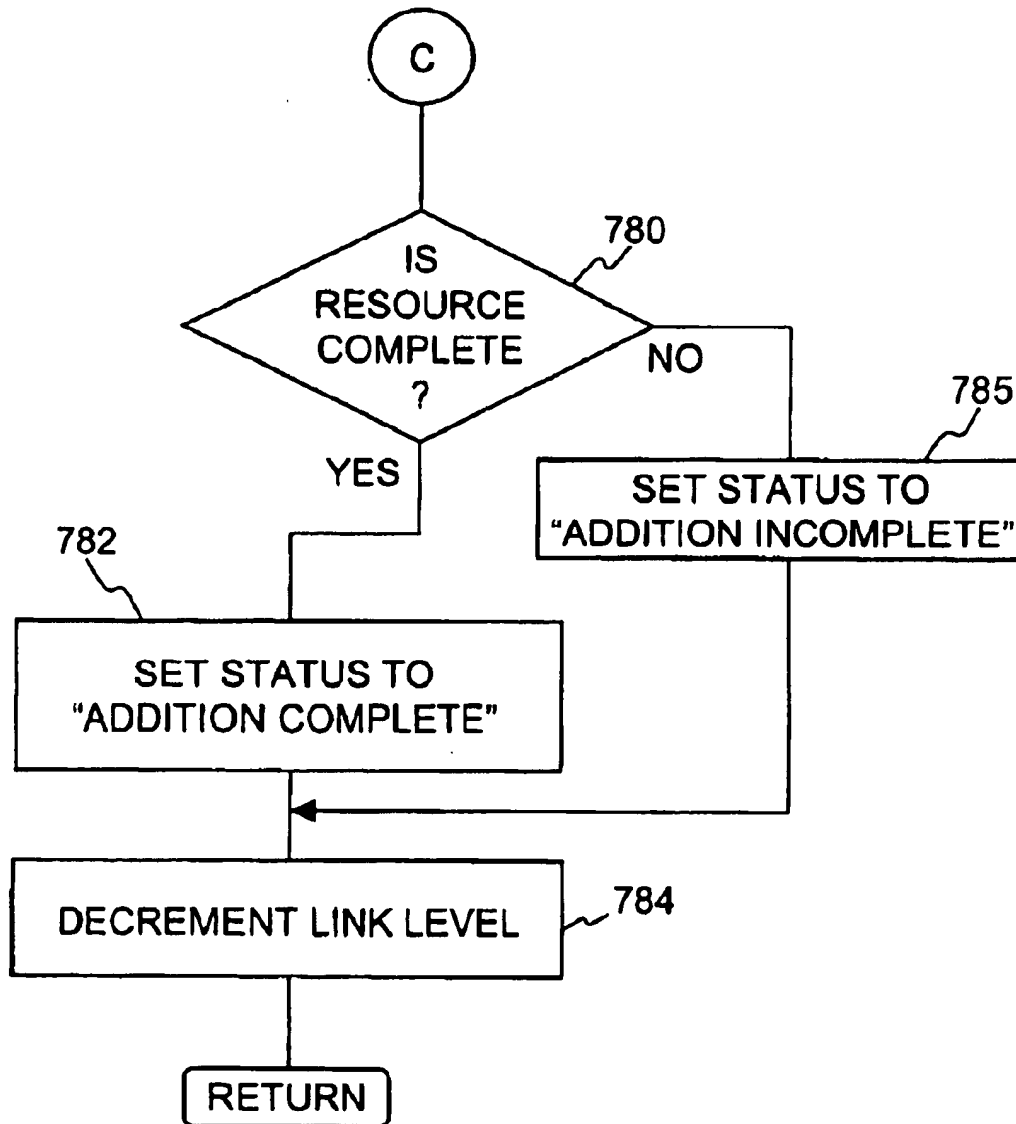 C
780
IS
RESOURCE
COMPLETE
?
NO
YES
785
SET STATUS TO
“ADDITION INCOMPLETE”
782
SET STATUS TO
“ADDITION COMPLETE”
784
DECREMENT LINK LEVEL
RETURN